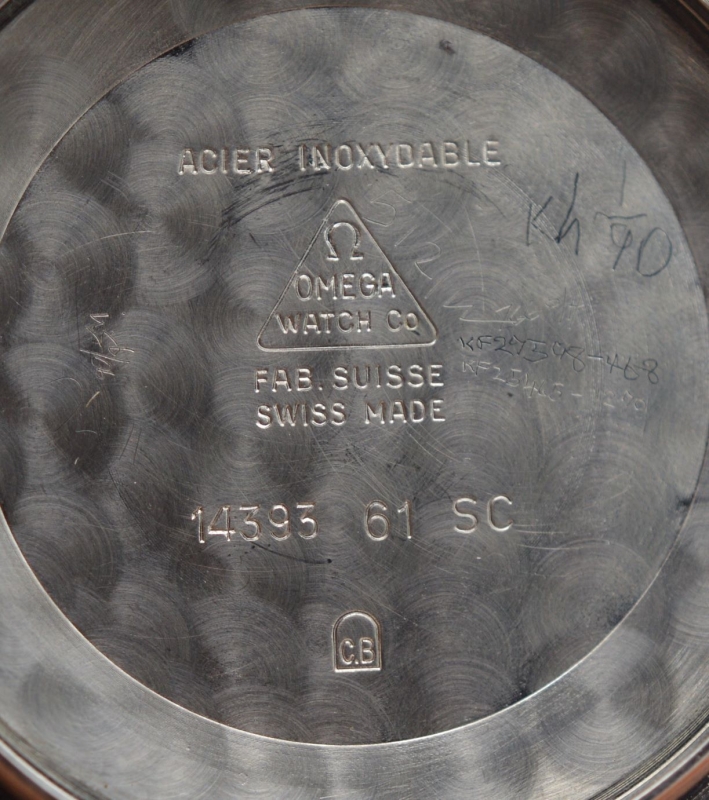 ACIER INOXYDABLE
Ω
OMEGA
WATCH CO
FAB. SUISSE
SWISS MADE
14393 61 SC
C.B